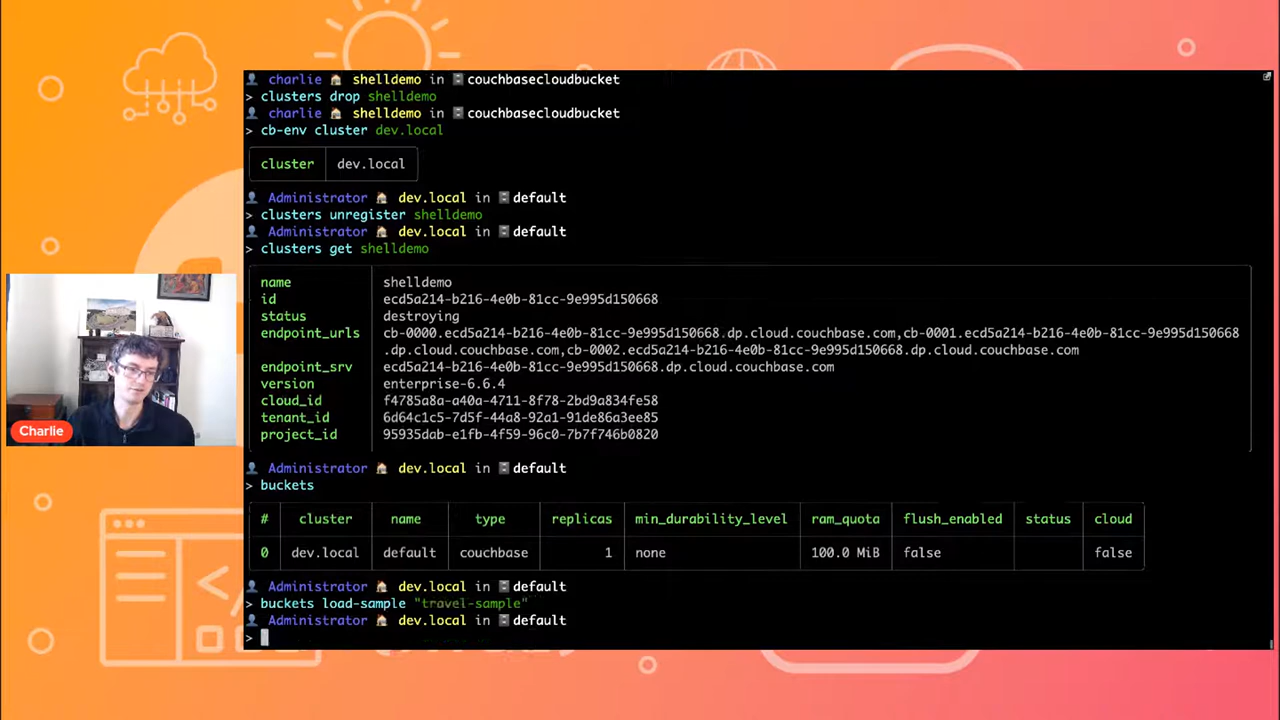 charlie shelldemo in couchbasecloudbucket
> clusters drop shelldemo
charlie shelldemo in couchbasecloudbucket
> cb-env cluster dev.local
cluster dev.local
Administrator dev.local in default
> clusters unregister shelldemo
Administrator dev.local in default
> clusters get shelldemo
name shelldemo
id ecd5a214-b216-4e0b-81cc-9e995d150668
status destroying
endpoint_urls cb-0000.ecd5a214-b216-4e0b-81cc-9e995d150668.dp.cloud.couchbase.com,cb-0001.ecd5a214-b216-4e0b-81cc-9e995d150668
.dp.cloud.couchbase.com,cb-0002.ecd5a214-b216-4e0b-81cc-9e995d150668.dp.cloud.couchbase.com
endpoint_srv ecd5a214-b216-4e0b-81cc-9e995d150668.dp.cloud.couchbase.com
version enterprise-6.6.4
cloud_id f4785a8a-a40a-4711-8f78-2bd9a834fe58
tenant_id 6d64c1c5-7d5f-44a8-92a1-91de86a3ee85
project_id 95935dab-e1fb-4f59-96c0-7b7f746b0820
Administrator dev.local in default
> buckets
# cluster name type replicas min_durability_level ram_quota flush_enabled status cloud
0 dev.local default couchbase 1 none 100.0 MiB false false
Administrator dev.local in default
> buckets load-sample "travel-sample"
Administrator dev.local in default
>
Charlie